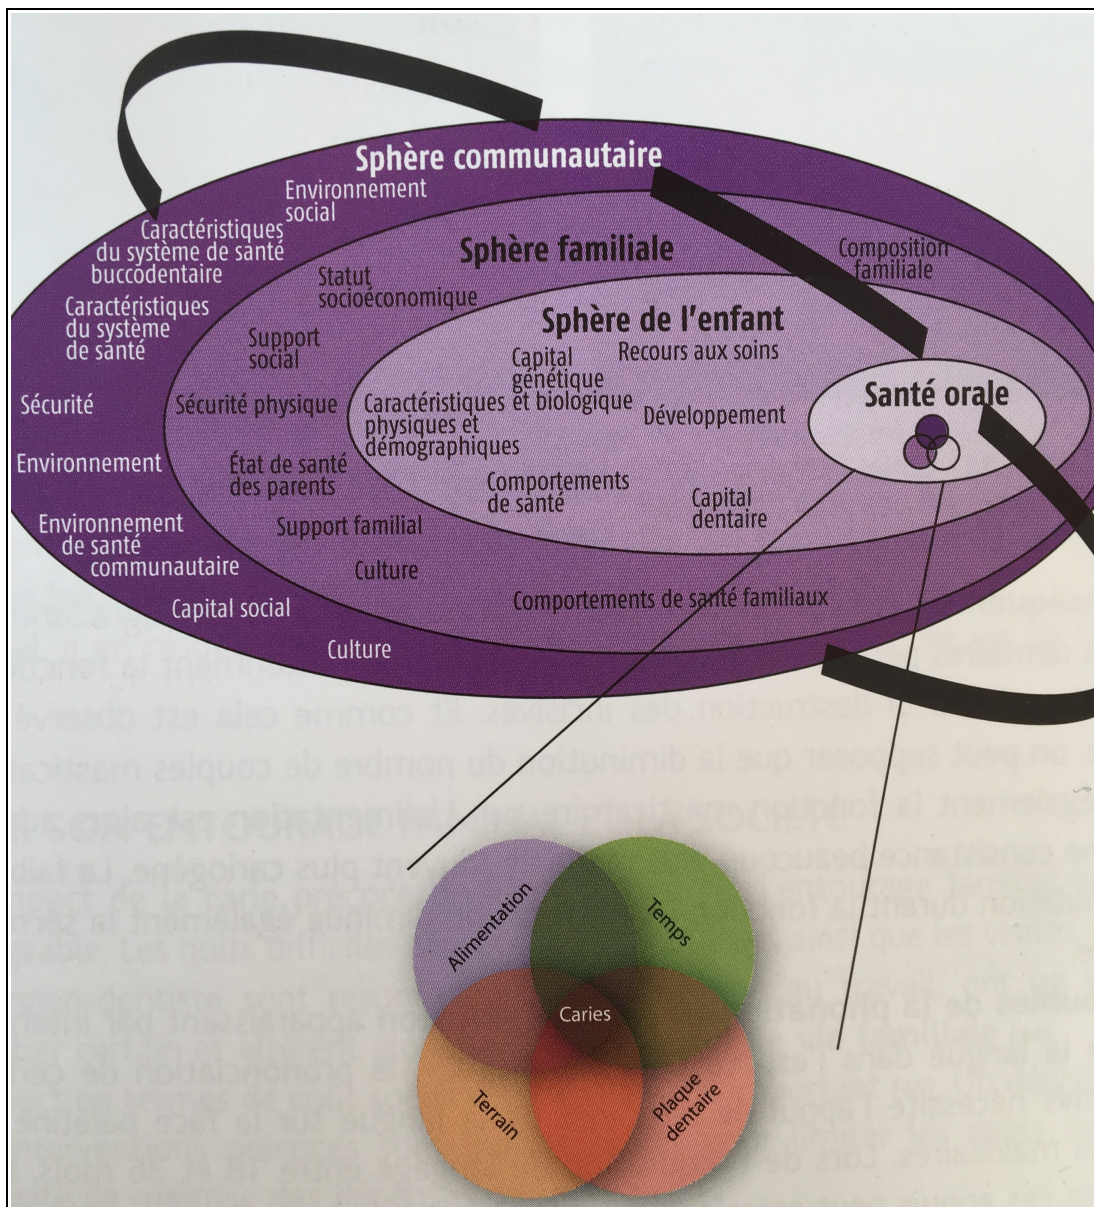 Sphère communautaire
Environnement
social
Caractéristiques
du système de santé
buccodentaire
Caractéristiques
du système
de santé
Sécurité
Environnement
Environnement
de santé
communautaire
Capital social
Culture
Sphère familiale
Composition
familiale
Statut
socioéconomique
Support
social
Sécurité physique
État de santé
des parents
Support familial
Culture
Comportements de santé familiaux
Sphère de l'enfant
Capital
génétique
et biologique
Recours aux soins
Caractéristiques
physiques et
démographiques
Développement
Comportements
de santé
Capital
dentaire
Santé orale
Alimentation
Temps
Caries
Terrain
Plaque
dentaire